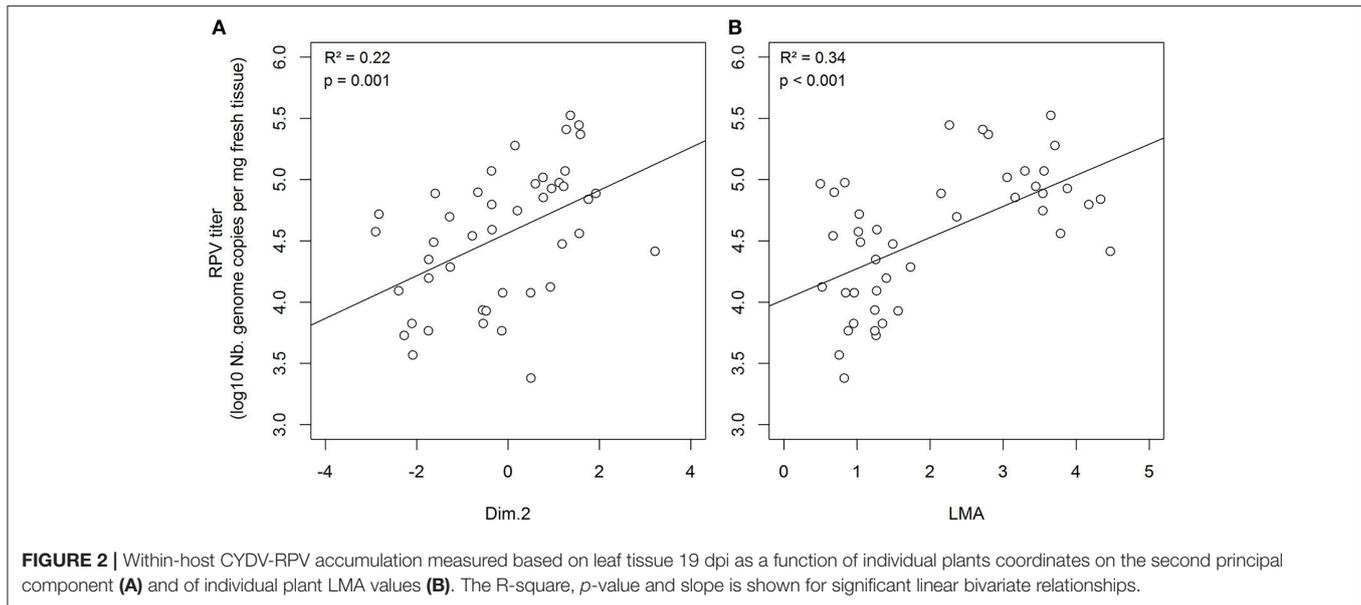 A
R² = 0.22
p = 0.001
RPV titer
(log10 Nb. genome copies per mg fresh tissue)
6.0
5.5
5.0
4.5
4.0
3.5
3.0
-4 -2 0 2 4
Dim.2
B
R² = 0.34
p < 0.001
6.0
5.5
5.0
4.5
4.0
3.5
3.0
0 1 2 3 4 5
LMA
FIGURE 2 | Within-host CYDV-RPV accumulation measured based on leaf tissue 19 dpi as a function of individual plants coordinates on the second principal
component (A) and of individual plant LMA values (B). The R-square, p-value and slope is shown for significant linear bivariate relationships.